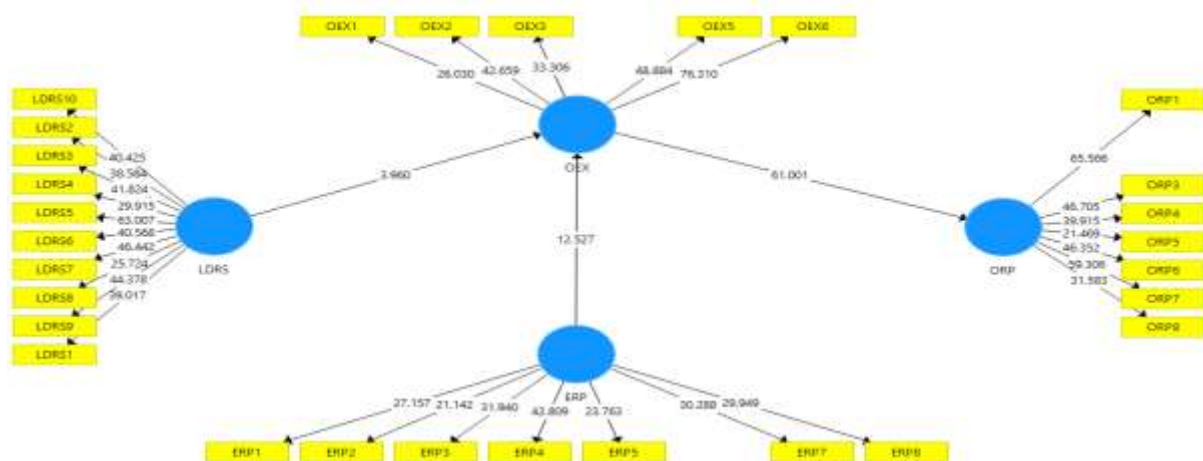 OEX1 OEX2 OEX3 OEX5 OEX6
26.030 42.659 33.306 48.884 76.310
OEX
LDRS10
LDRS2
LDRS3
LDRS4
LDRS5
LDRS6
LDRS7
LDRS8
LDRS9
LDRS1
40.425
38.584
41.824
29.915
63.007
40.568
46.442
25.724
44.378
39.017
LDRS
3.960
61.001
12.527
ORP1
ORP3
ORP4
ORP5
ORP6
ORP7
ORP8
65.566
46.705
39.915
21.469
46.352
59.306
31.583
ORP
ERP
27.157 21.142 31.940 42.809 23.763 30.288 29.949
ERP1 ERP2 ERP3 ERP4 ERP5 ERP7 ERP8